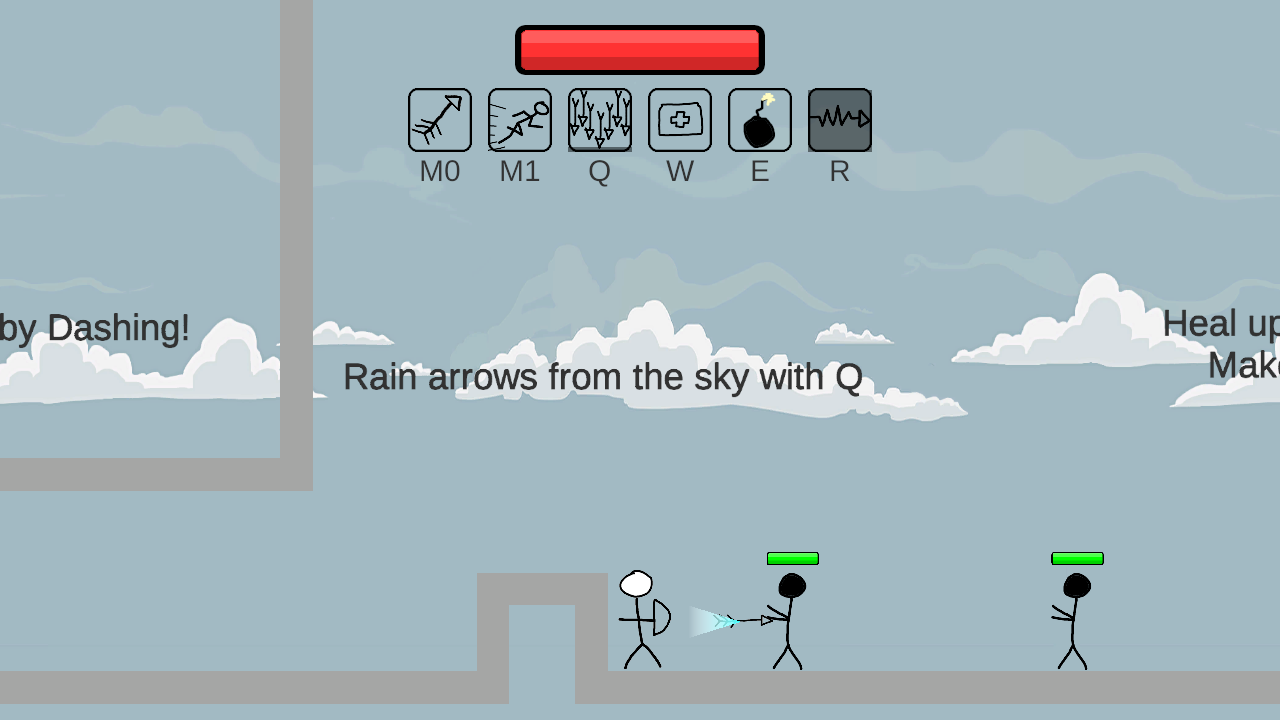 M0 M1 Q W E R
by Dashing!
Rain arrows from the sky with Q
Heal up
Make